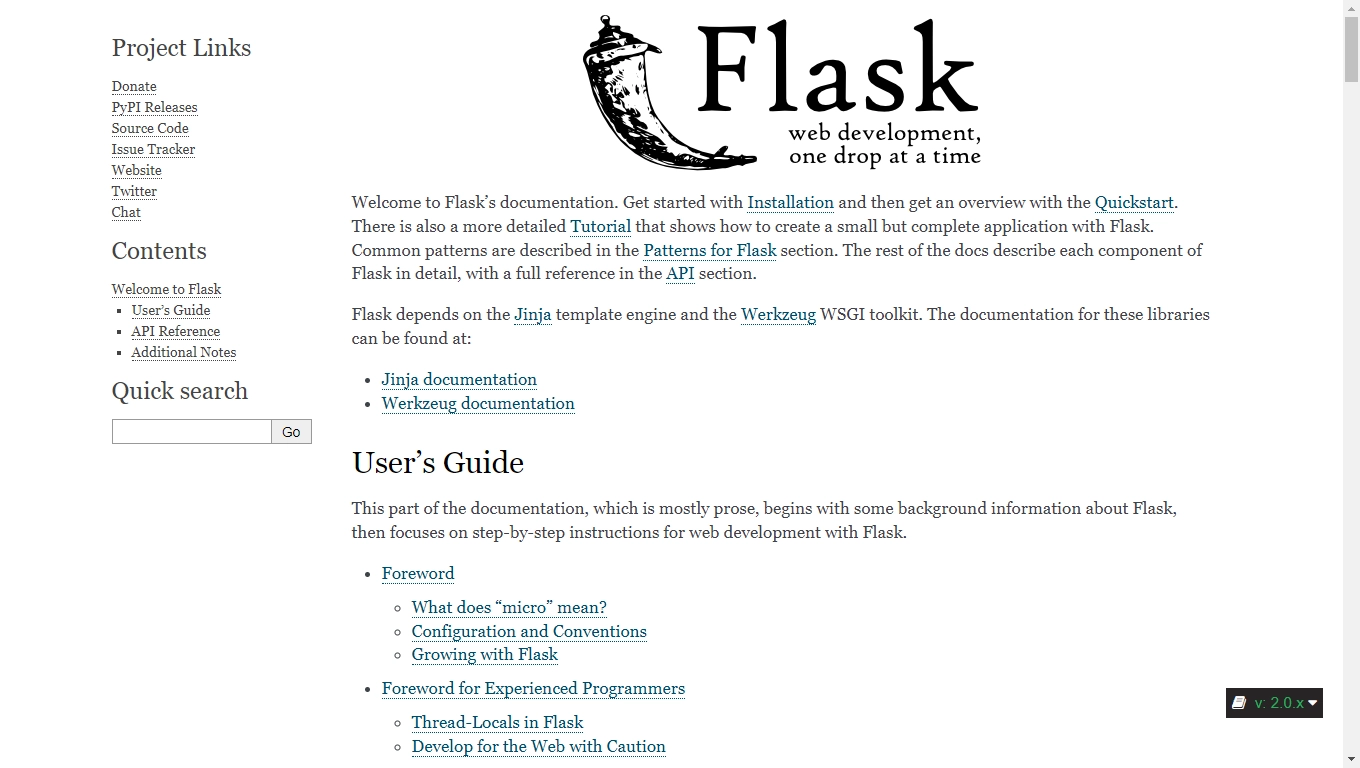 Project Links
Donate
PyPI Releases
Source Code
Issue Tracker
Website
Twitter
Chat
Contents
Welcome to Flask
User’s Guide
API Reference
Additional Notes
Quick search
Go
Flask
web development,
one drop at a time
Welcome to Flask’s documentation. Get started with Installation and then get an overview with the Quickstart.
There is also a more detailed Tutorial that shows how to create a small but complete application with Flask.
Common patterns are described in the Patterns for Flask section. The rest of the docs describe each component of
Flask in detail, with a full reference in the API section.
Flask depends on the Jinja template engine and the Werkzeug WSGI toolkit. The documentation for these libraries
can be found at:
Jinja documentation
Werkzeug documentation
User’s Guide
This part of the documentation, which is mostly prose, begins with some background information about Flask,
then focuses on step-by-step instructions for web development with Flask.
Foreword
What does “micro” mean?
Configuration and Conventions
Growing with Flask
Foreword for Experienced Programmers
Thread-Locals in Flask
Develop for the Web with Caution
v: 2.0.x